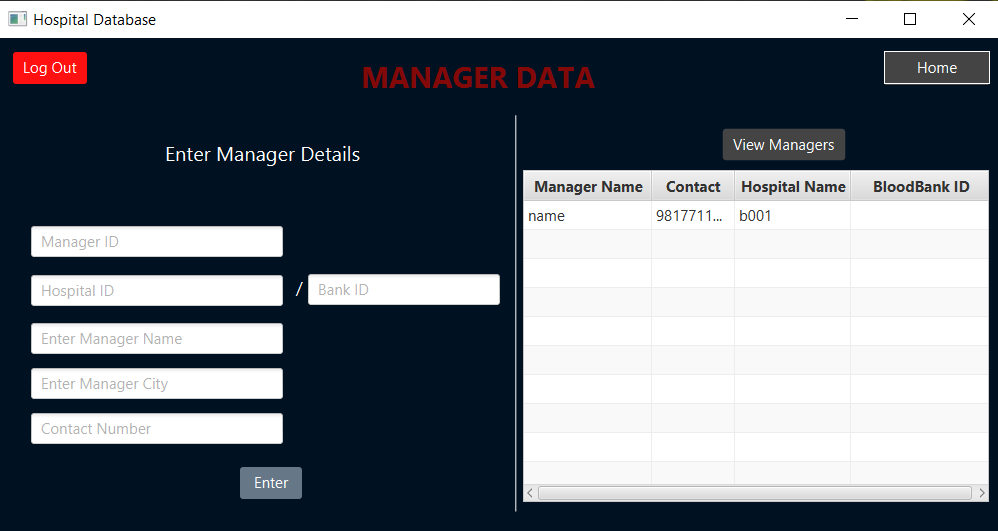 Hospital Database
Log Out
MANAGER DATA
Home
Enter Manager Details
Manager ID
Hospital ID
/
Bank ID
Enter Manager Name
Enter Manager City
Contact Number
Enter
View Managers
Manager Name Contact Hospital Name BloodBank ID
name 9817711... b001